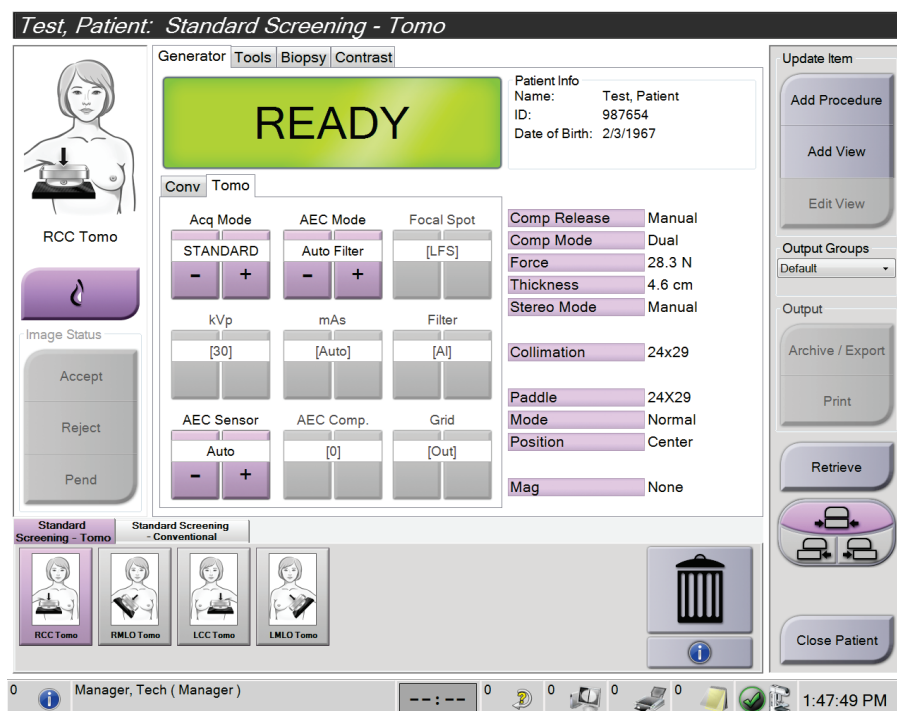 Test, Patient: Standard Screening - Tomo
Generator Tools Biopsy Contrast
READY
Patient Info
Name: Test, Patient
ID: 987654
Date of Birth: 2/3/1967
RCC Tomo
Image Status
Accept
Reject
Pend
Conv Tomo
Acq Mode AEC Mode Focal Spot
STANDARD Auto Filter [LFS]
- + - +
kVp mAs Filter
[30] [Auto] [Al]
AEC Sensor AEC Comp. Grid
Auto [0] [Out]
- +
Comp Release Manual
Comp Mode Dual
Force 28.3 N
Thickness 4.6 cm
Stereo Mode Manual
Collimation 24x29
Paddle 24X29
Mode Normal
Position Center
Mag None
Update Item
Add Procedure
Add View
Edit View
Output Groups
Default
Output
Archive / Export
Print
Retrieve
Close Patient
Standard
Screening - Tomo
Standard Screening
- Conventional
RCC Tomo RMLO Tomo LCC Tomo LMLO Tomo
i
0 i Manager, Tech ( Manager ) --:-- 0 ? 0 0 0 1:47:49 PM